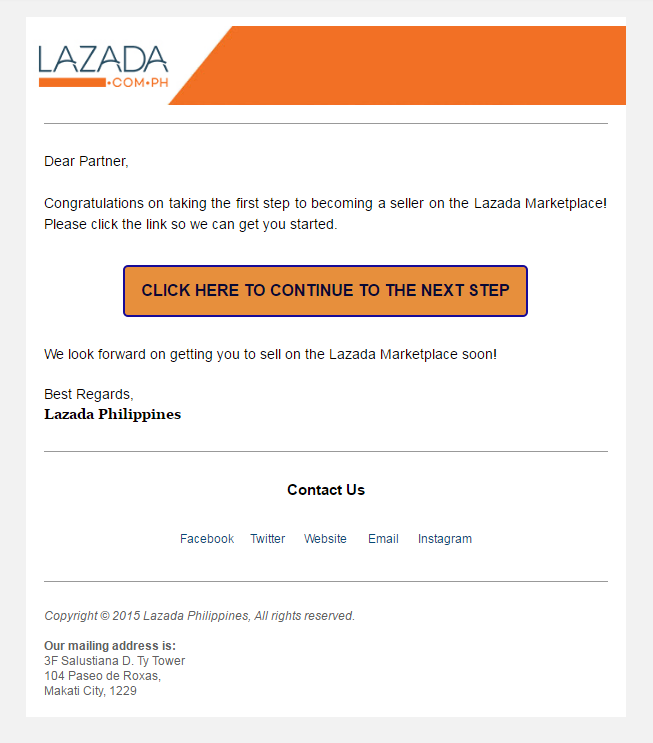 LAZADA
.COM.PH
Dear Partner,
Congratulations on taking the first step to becoming a seller on the Lazada Marketplace!
Please click the link so we can get you started.
CLICK HERE TO CONTINUE TO THE NEXT STEP
We look forward on getting you to sell on the Lazada Marketplace soon!
Best Regards,
Lazada Philippines
Contact Us
Facebook Twitter Website Email Instagram
Copyright © 2015 Lazada Philippines, All rights reserved.
Our mailing address is:
3F Salustiana D. Ty Tower
104 Paseo de Roxas,
Makati City, 1229